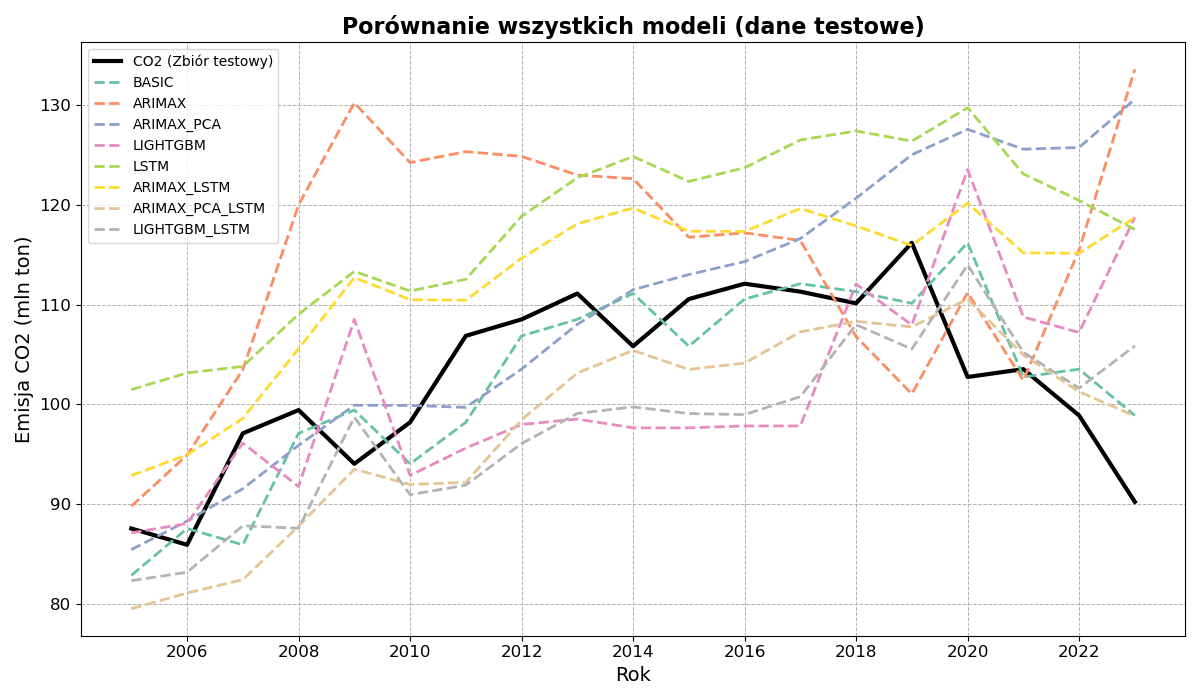 Porównanie wszystkich modeli (dane testowe)
CO2 (Zbiór testowy)
BASIC
ARIMAX
ARIMAX_PCA
LIGHTGBM
LSTM
ARIMAX_LSTM
ARIMAX_PCA_LSTM
LIGHTGBM_LSTM
Emisja CO2 (mln ton)
130
120
110
100
90
80
2006 2008 2010 2012 2014 2016 2018 2020 2022
Rok